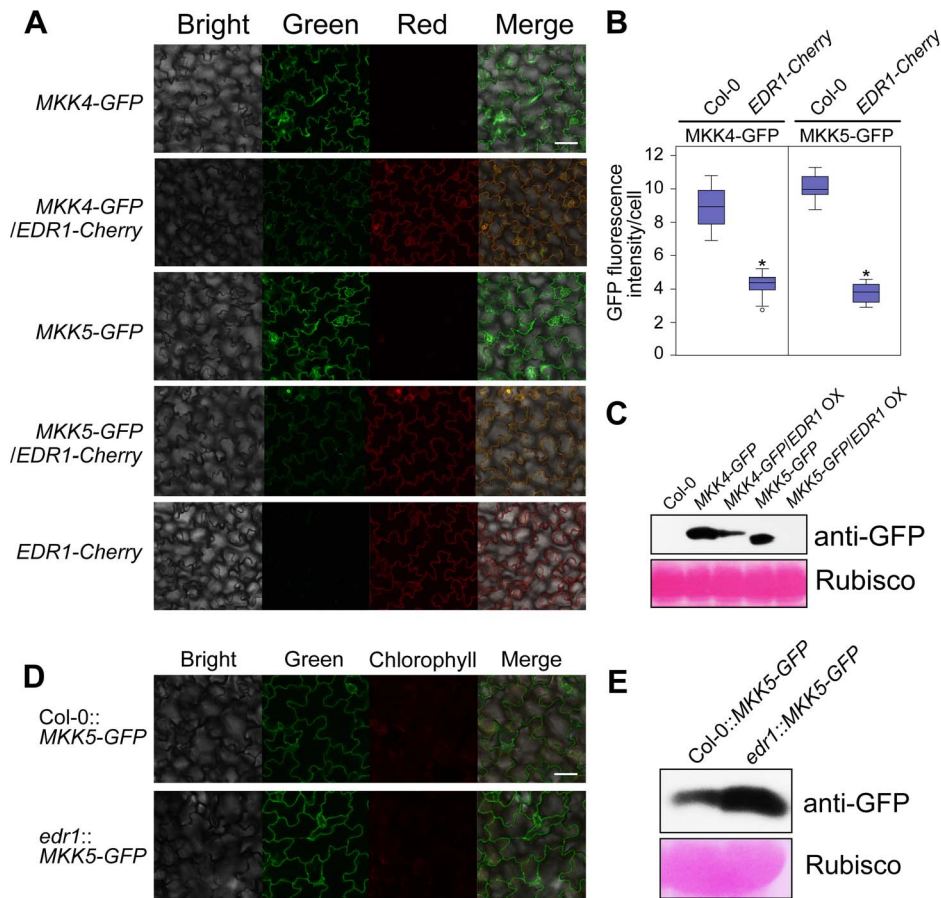 A
Bright Green Red Merge
MKK4-GFP
MKK4-GFP
/EDR1-Cherry
MKK5-GFP
MKK5-GFP
/EDR1-Cherry
EDR1-Cherry
B
Col-0 EDR1-Cherry Col-0 EDR1-Cherry
MKK4-GFP MKK5-GFP
GFP fluorescence
intensity/cell
12
10
8
6
4
2
0
* *
C
Col-0 MKK4-GFP MKK4-GFP/EDR1 OX MKK5-GFP MKK5-GFP/EDR1 OX
anti-GFP
Rubisco
D
Bright Green Chlorophyll Merge
Col-0::
MKK5-GFP
edr1::
MKK5-GFP
E
Col-0::MKK5-GFP edr1::MKK5-GFP
anti-GFP
Rubisco